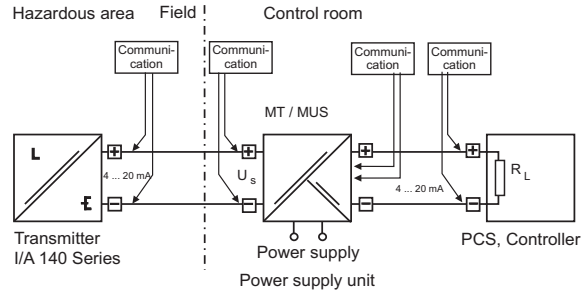 Hazardous area
Field
Control room
Communi-
cation
Communi-
cation
Communi-
cation
Communi-
cation
MT / MUS
L
E
+
−
4 ... 20 mA
+
−
U s
+
−
4 ... 20 mA
+
−
R L
Transmitter
I/A 140 Series
Power supply
PCS, Controller
Power supply unit